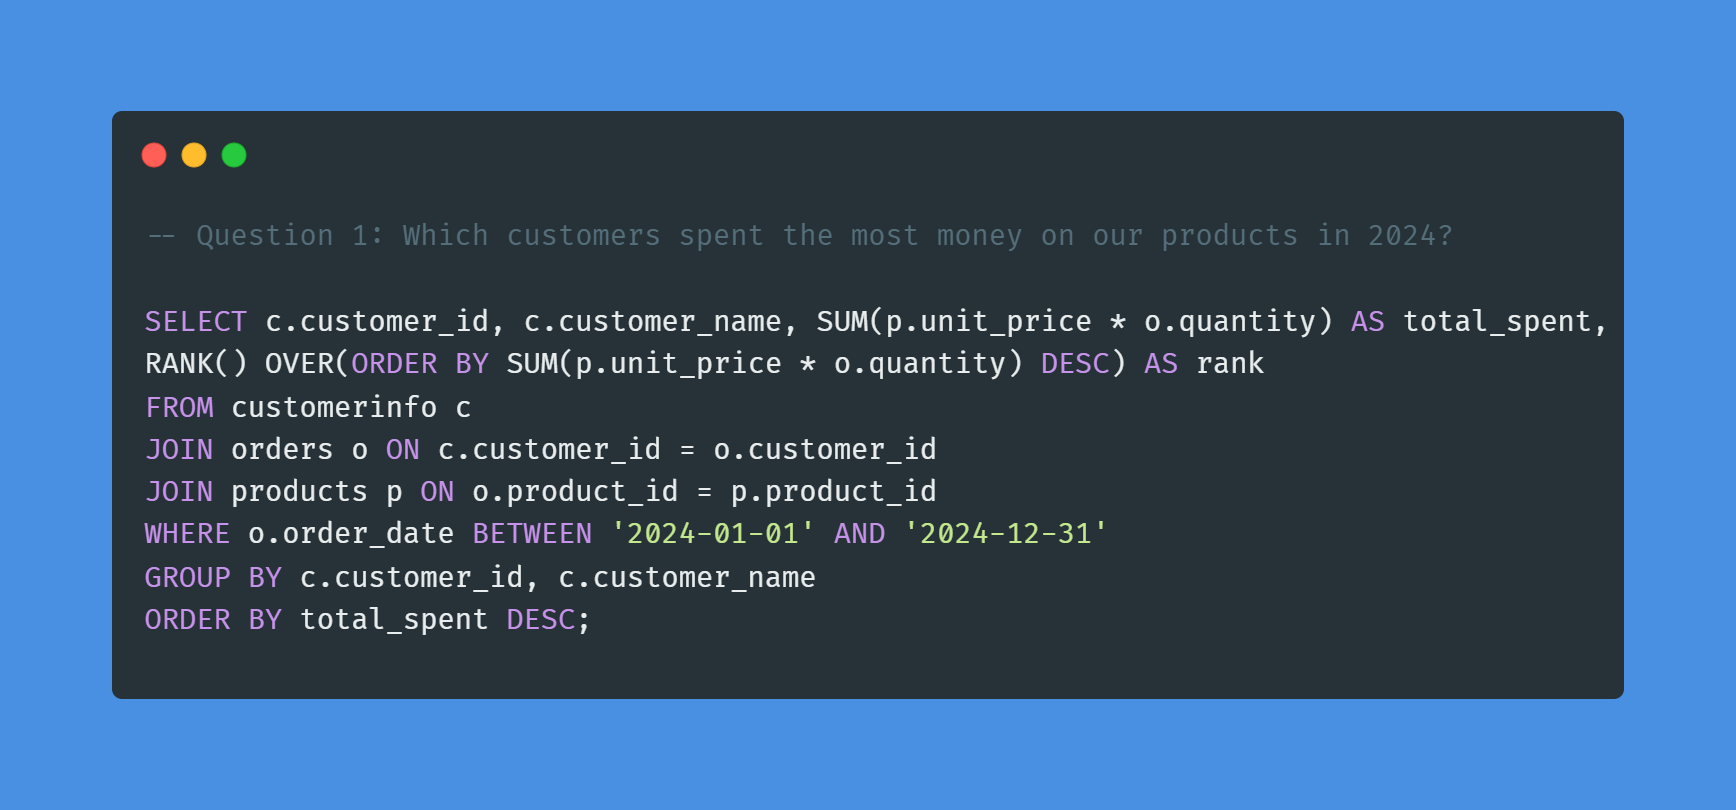 -- Question 1: Which customers spent the most money on our products in 2024?
SELECT c.customer_id, c.customer_name, SUM(p.unit_price * o.quantity) AS total_spent,
RANK() OVER(ORDER BY SUM(p.unit_price * o.quantity) DESC) AS rank
FROM customerinfo c
JOIN orders o ON c.customer_id = o.customer_id
JOIN products p ON o.product_id = p.product_id
WHERE o.order_date BETWEEN '2024-01-01' AND '2024-12-31'
GROUP BY c.customer_id, c.customer_name
ORDER BY total_spent DESC;